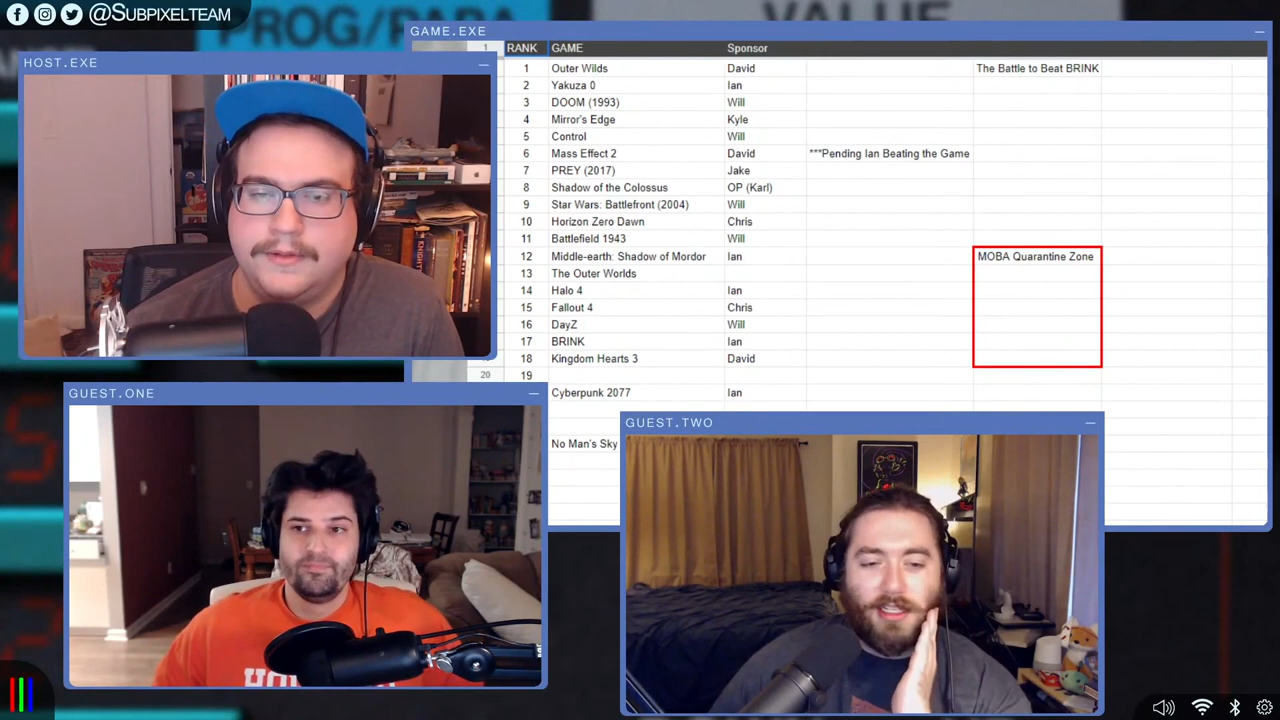 @SUBPIXELTEAM
PROG/PARA
VALUE
GAME.EXE
HOST.EXE
1 RANK GAME Sponsor
1 Outer Wilds David The Battle to Beat BRINK
2 Yakuza 0 Ian
3 DOOM (1993) Will
4 Mirror's Edge Kyle
5 Control Will
6 Mass Effect 2 David ***Pending Ian Beating the Game
7 PREY (2017) Jake
8 Shadow of the Colossus OP (Karl)
9 Star Wars: Battlefront (2004) Will
10 Horizon Zero Dawn Chris
11 Battlefield 1943 Will
12 Middle-earth: Shadow of Mordor Ian MOBA Quarantine Zone
13 The Outer Worlds
14 Halo 4 Ian
15 Fallout 4 Chris
16 DayZ Will
17 BRINK Ian
18 Kingdom Hearts 3 David
20 19
Cyberpunk 2077 Ian
No Man's Sky
GUEST.ONE
GUEST.TWO